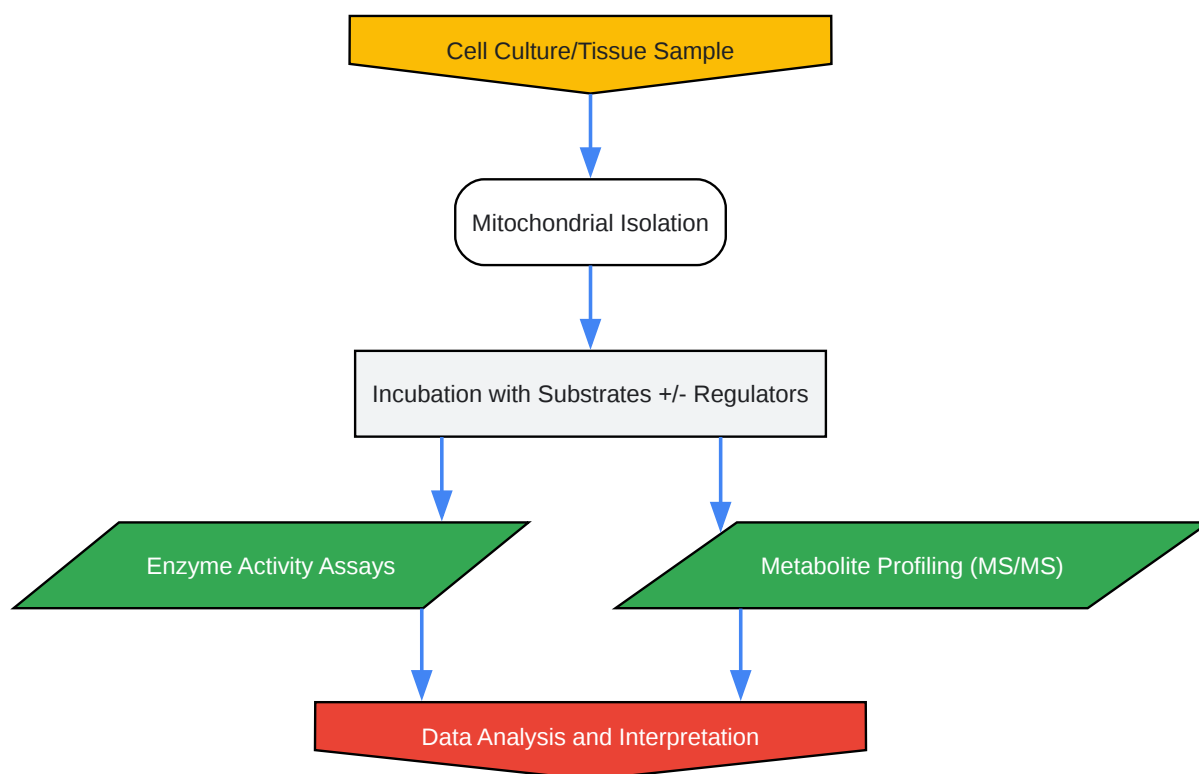 Cell Culture/Tissue Sample
Mitochondrial Isolation
Incubation with Substrates +/- Regulators
Enzyme Activity Assays
Metabolite Profiling (MS/MS)
Data Analysis and Interpretation